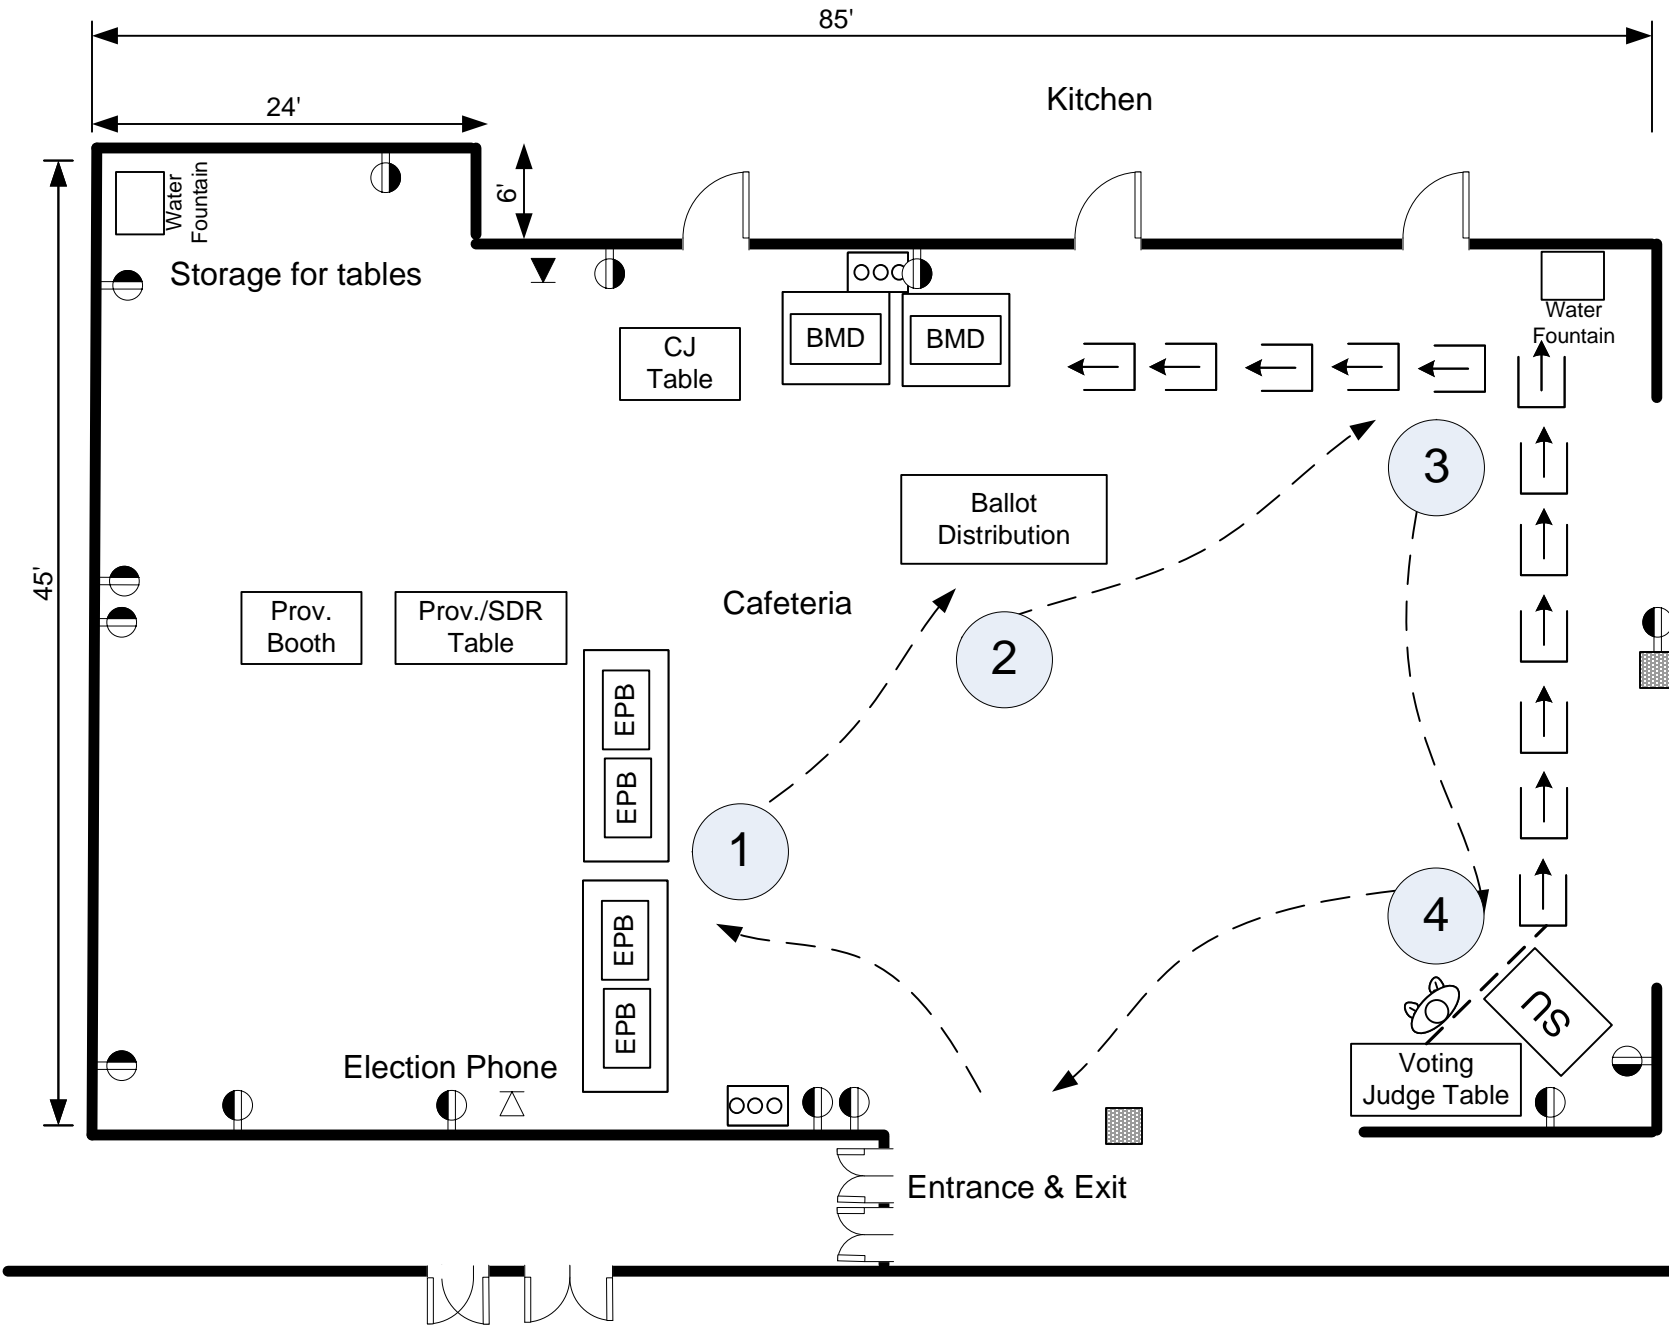 85'
24'
Kitchen
6'
45'
Water
Fountain
Storage for tables
BMD
BMD
CJ
Table
Water
Fountain
3
Ballot
Distribution
Cafeteria
Prov.
Booth
Prov./SDR
Table
2
EPB
EPB
1
EPB
EPB
4
SU
Election Phone
Voting
Judge Table
Entrance & Exit